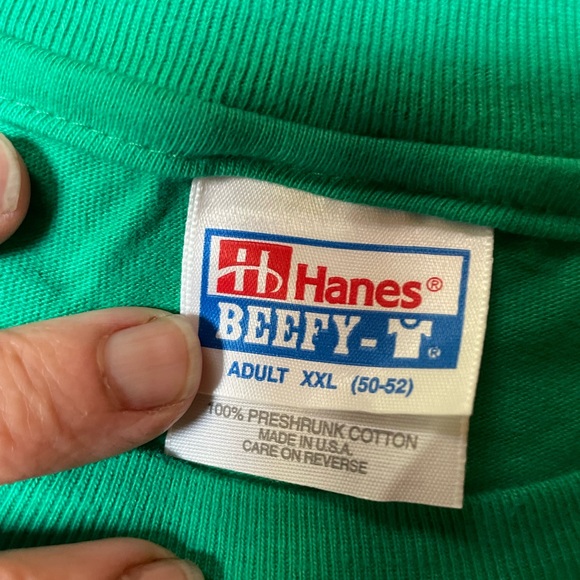 H Hanes®
BEEFY-T®
ADULT XXL (50-52)
100% PRESHRUNK COTTON
MADE IN U.S.A.
CARE ON REVERSE